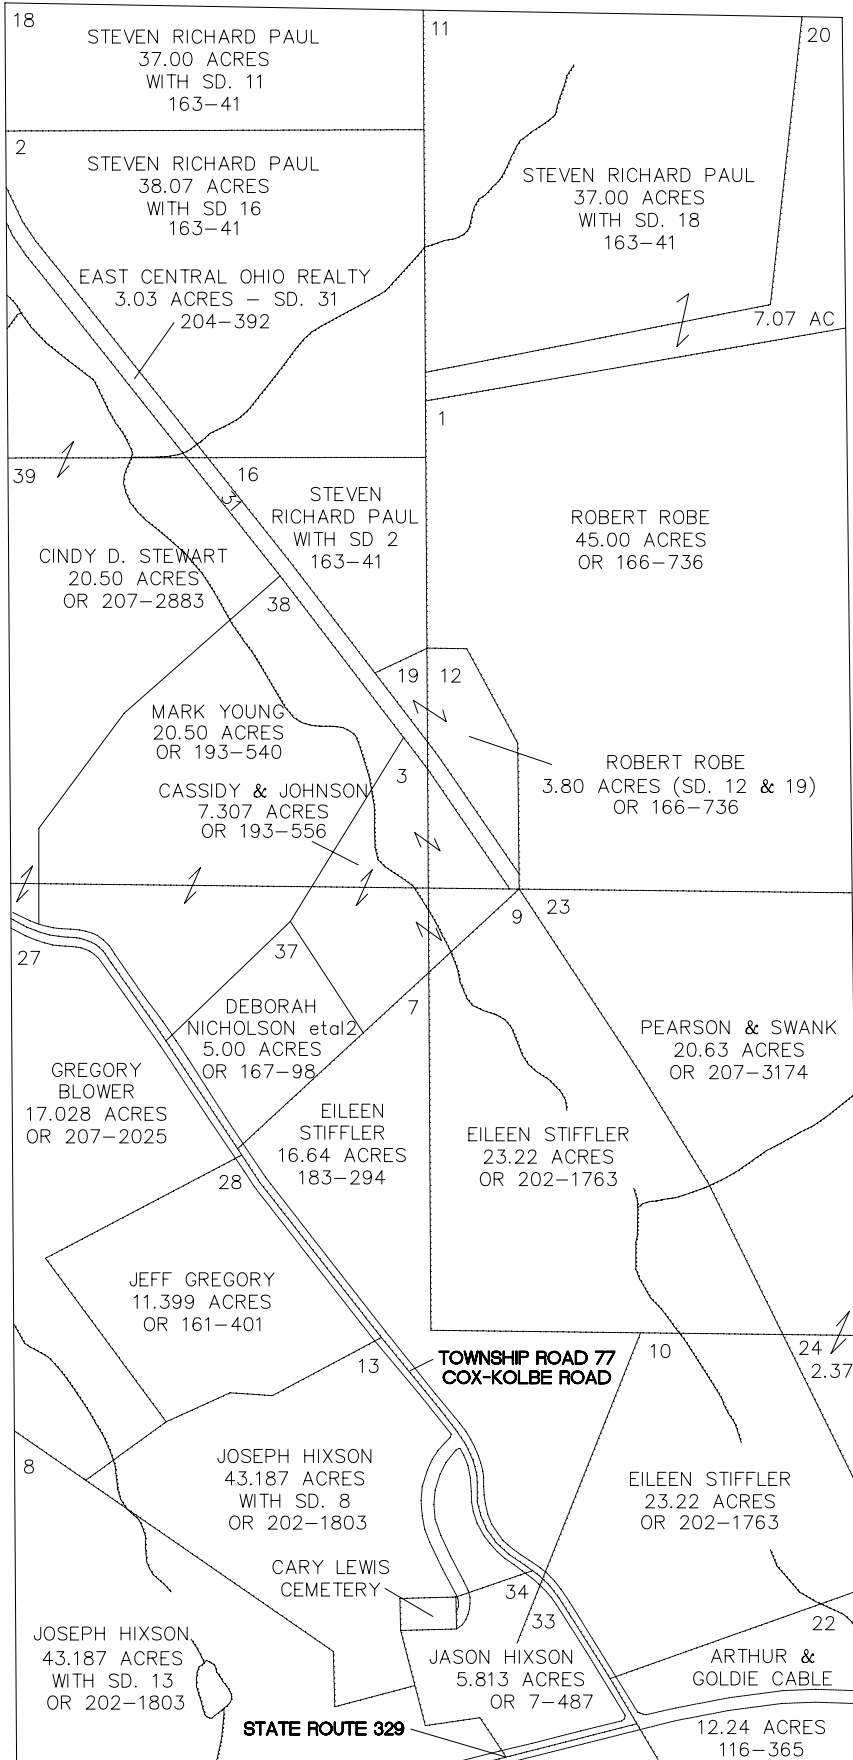 18
STEVEN RICHARD PAUL
37.00 ACRES
WITH SD. 11
163-41
11
20
2
STEVEN RICHARD PAUL
38.07 ACRES
WITH SD 16
163-41
STEVEN RICHARD PAUL
37.00 ACRES
WITH SD. 18
163-41
EAST CENTRAL OHIO REALTY
3.03 ACRES - SD. 31
204-392
7.07 AC
1
39
16
31
STEVEN
RICHARD PAUL
WITH SD 2
163-41
ROBERT ROBE
45.00 ACRES
OR 166-736
CINDY D. STEWART
20.50 ACRES
OR 207-2883
38
19
12
MARK YOUNG
20.50 ACRES
OR 193-540
3
ROBERT ROBE
3.80 ACRES (SD. 12 & 19)
OR 166-736
CASSIDY & JOHNSON
7.307 ACRES
OR 193-556
9
23
27
37
7
DEBORAH
NICHOLSON etal2
5.00 ACRES
OR 167-98
PEARSON & SWANK
20.63 ACRES
OR 207-3174
GREGORY
BLOWER
17.028 ACRES
OR 207-2025
EILEEN
STIFFLER
16.64 ACRES
183-294
EILEEN STIFFLER
23.22 ACRES
OR 202-1763
28
JEFF GREGORY
11.399 ACRES
OR 161-401
13
TOWNSHIP ROAD 77
COX-KOLBE ROAD
10
24
2.37
8
JOSEPH HIXSON
43.187 ACRES
WITH SD. 8
OR 202-1803
EILEEN STIFFLER
23.22 ACRES
OR 202-1763
CARY LEWIS
CEMETERY
34
33
22
JOSEPH HIXSON
43.187 ACRES
WITH SD. 13
OR 202-1803
JASON HIXSON
5.813 ACRES
OR 7-487
ARTHUR &
GOLDIE CABLE
12.24 ACRES
116-365
STATE ROUTE 329